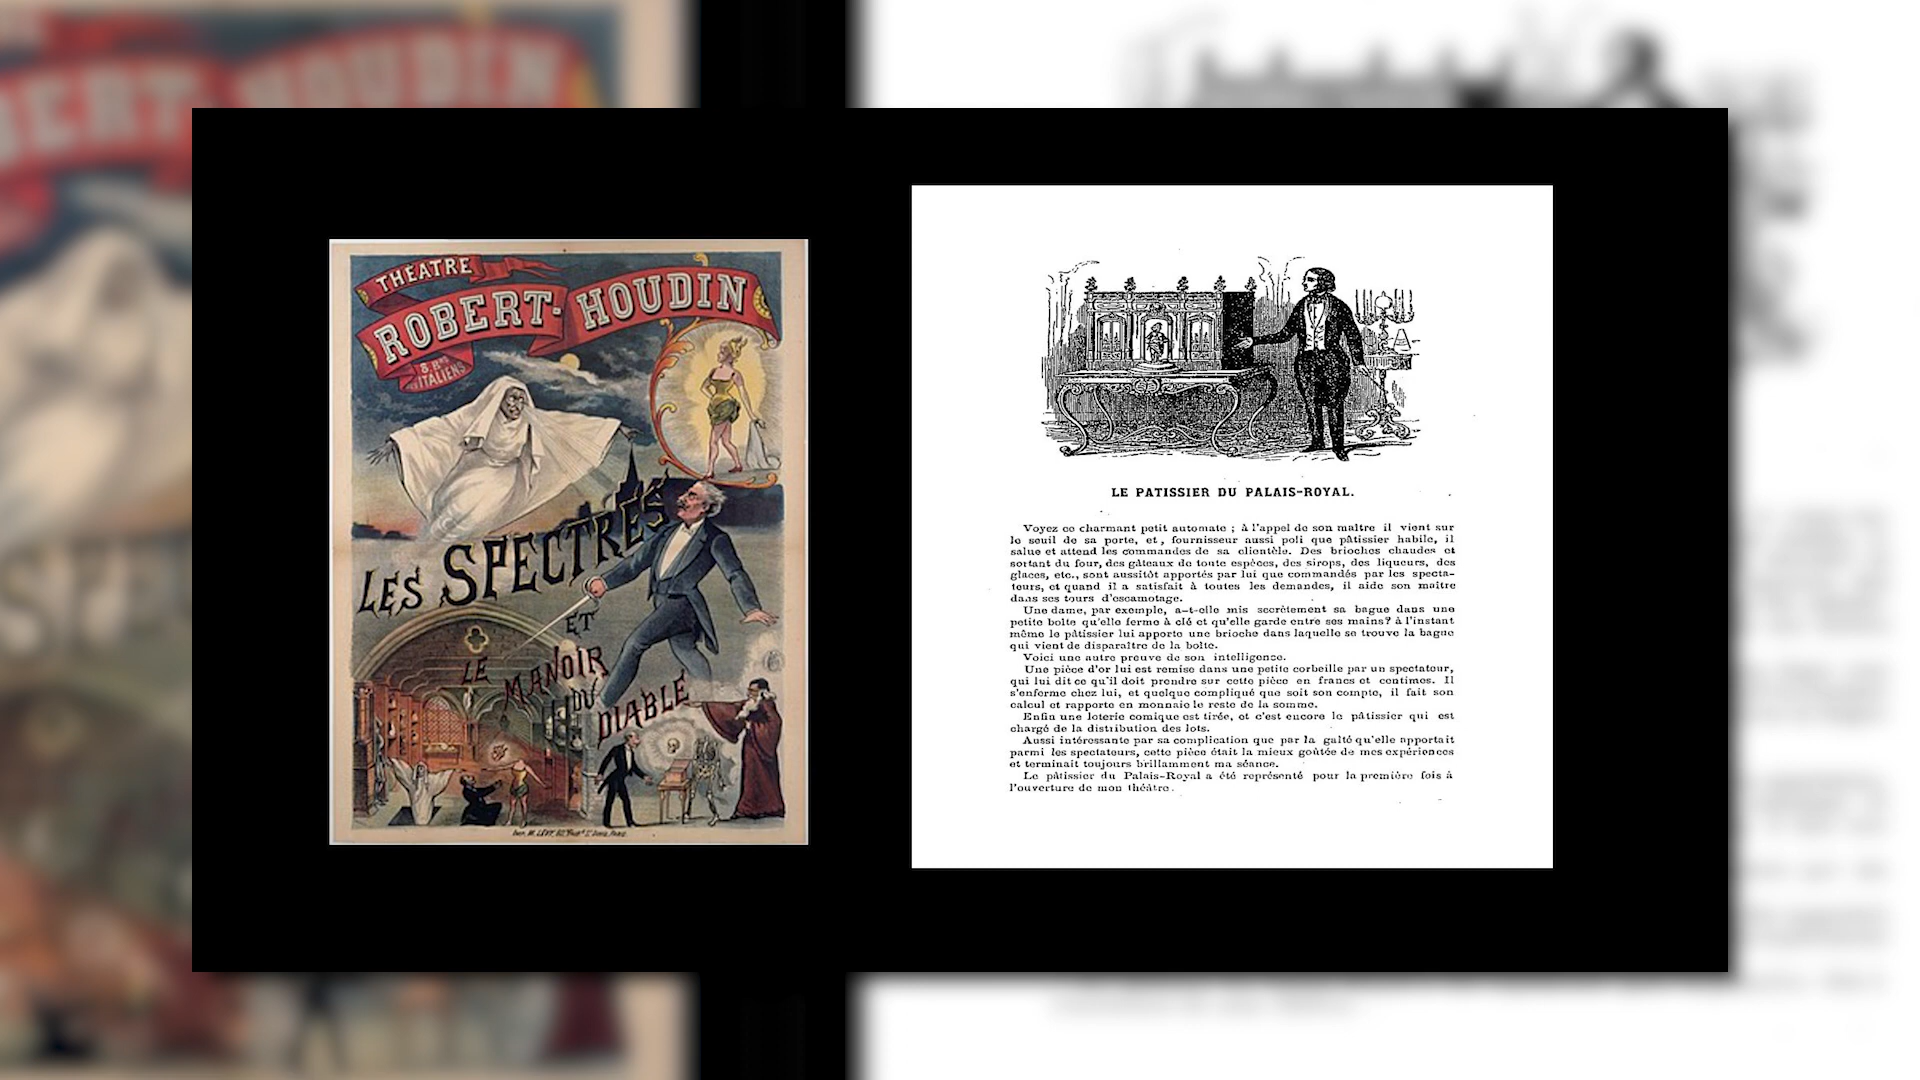 THÉATRE
ROBERT-HOUDIN
8. Bd. ITALIENS
LES SPECTRES
ET
LE MANOIR
DU
DIABLE
LE PATISSIER DU PALAIS-ROYAL.
Voyez ce charmant petit automate ; à l'appel de son maître il vient sur
le seuil de sa porte, et, fournisseur aussi poli que pâtissier habile, il
salue et attend les commandes de sa clientèle. Des brioches chaudes et
sortant du four, des gâteaux de toute espèces, des sirops, des liqueurs, des
glaces, etc., sont aussitôt apportés par lui que commandés par les specta-
teurs, et quand il a satisfait à toutes les demandes, il aide son maître
dans ses tours d'escamotage.
Une dame, par exemple, a-t-elle mis secrètement sa bague dans une
petite boîte qu'elle ferme à clé et qu'elle garde entre ses mains? à l'instant
même le pâtissier lui apporte une brioche dans laquelle se trouve la bague
qui vient de disparaître de la boîte.
Voici une autre preuve de son intelligence.
Une pièce d'or lui est remise dans une petite corbeille par un spectateur,
qui lui dit ce qu'il doit prendre sur cette pièce en francs et centimes. Il
s'enferme chez lui, et quelque compliqué que soit son compte, il fait son
calcul et rapporte en monnaie le reste de la somme.
Enfin une loterie comique est tirée, et c'est encore le pâtissier qui est
chargé de la distribution des lots.
Aussi intéressante par sa complication que par la gaîté qu'elle apportait
parmi les spectateurs, cette pièce était la mieux goûtée de mes expériences
et terminait toujours brillamment ma séance.
Le pâtissier du Palais-Royal a été représenté pour la première fois à
l'ouverture de mon théâtre.